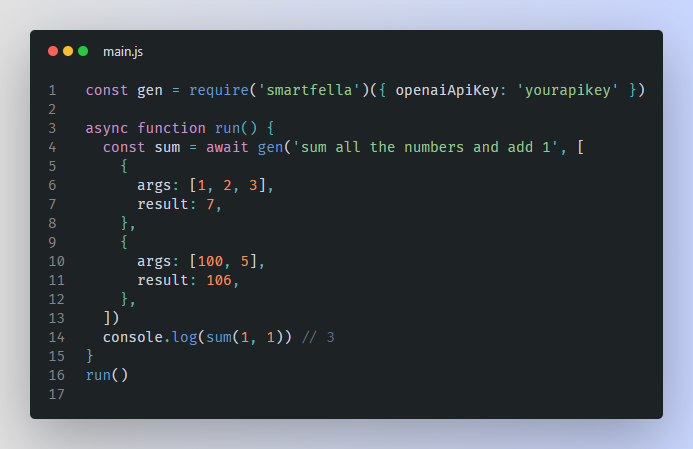 main.js
1 const gen = require('smartfella')({ openaiApiKey: 'yourapikey' })
2
3 async function run() {
4   const sum = await gen('sum all the numbers and add 1', [
5     {
6       args: [1, 2, 3],
7       result: 7,
8     },
9     {
10       args: [100, 5],
11       result: 106,
12     },
13   ])
14   console.log(sum(1, 1)) // 3
15 }
16 run()
17